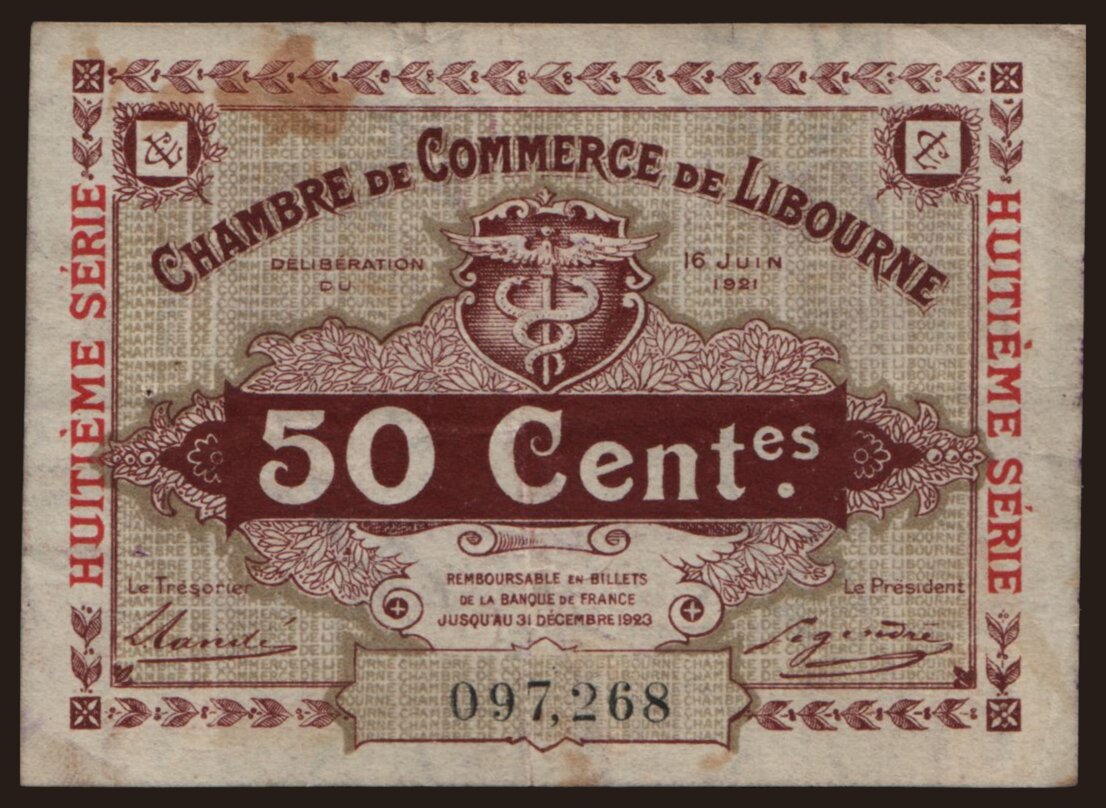 CHAMBRE DE COMMERCE DE LIBOURNE
DÉLIBÉRATION DU
16 JUIN 1921
HUITIÈME SÉRIE
HUITIÈME SÉRIE
50 Centes.
REMBOURSABLE EN BILLETS
DE LA BANQUE DE FRANCE
JUSQU'AU 31 DÉCEMBRE 1923
Le Trésorier
Le Président
Legendre
097,268